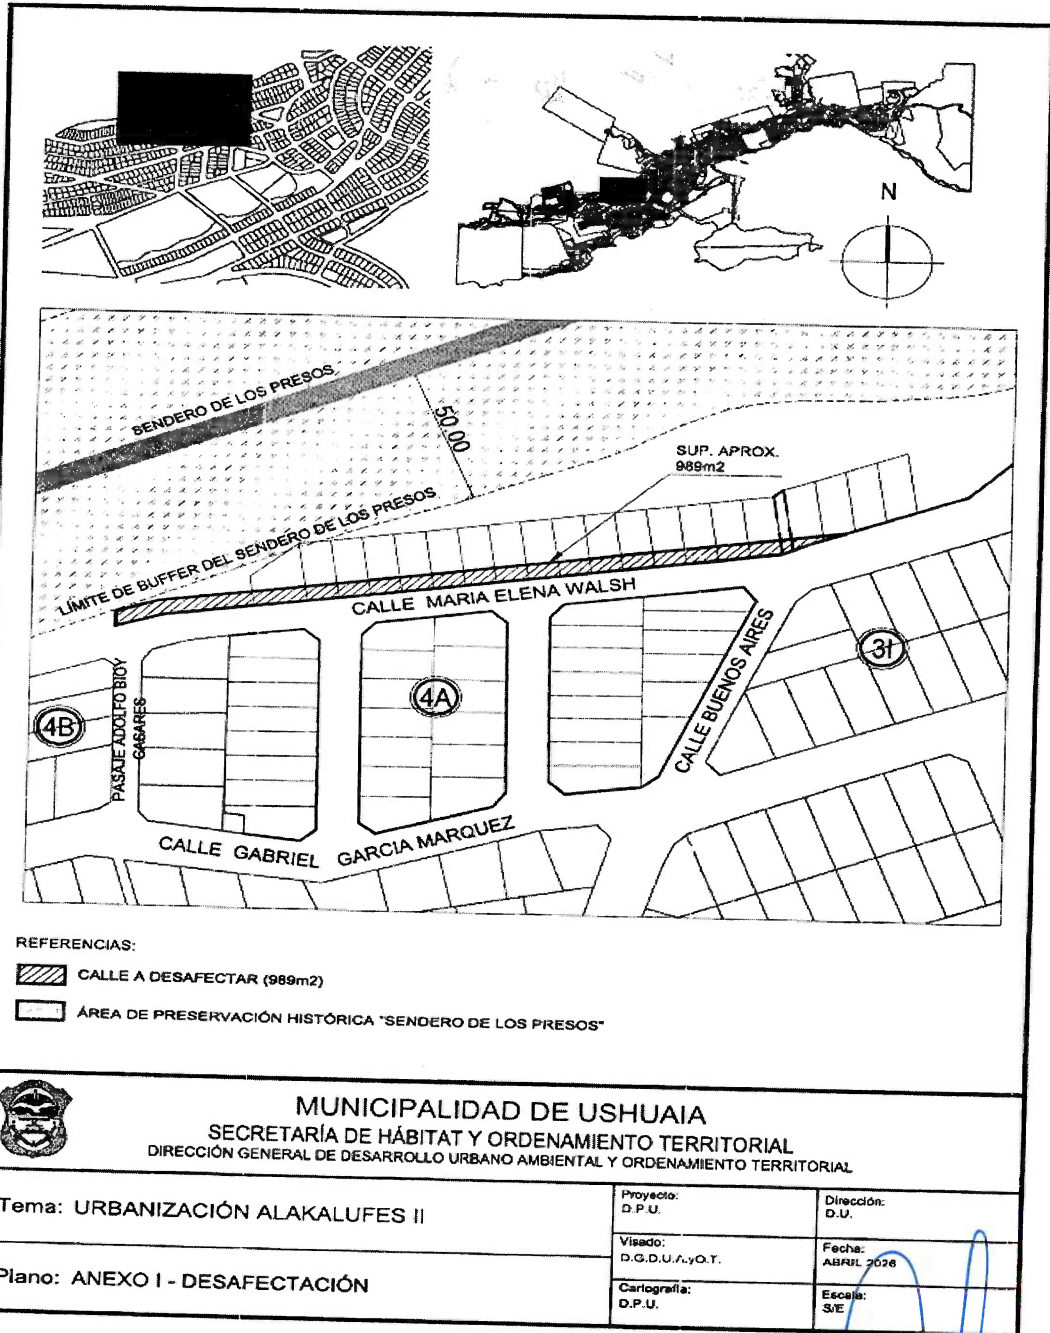 N
SENDERO DE LOS PRESOS
50.00
SUP. APROX.
989m2
LIMITE DE BUFFER DEL SENDERO DE LOS PRESOS
CALLE MARIA ELENA WALSH
CALLE BUENOS AIRES
3I
4A
4B
PASAJE ADOLFO BIOY
CASARES
CALLE GABRIEL GARCIA MARQUEZ
REFERENCIAS:
CALLE A DESAFECTAR (989m2)
ÁREA DE PRESERVACIÓN HISTÓRICA "SENDERO DE LOS PRESOS"
MUNICIPALIDAD DE USHUAIA
SECRETARÍA DE HÁBITAT Y ORDENAMIENTO TERRITORIAL
DIRECCIÓN GENERAL DE DESARROLLO URBANO AMBIENTAL Y ORDENAMIENTO TERRITORIAL
Tema: URBANIZACIÓN ALAKALUFES II
Plano: ANEXO I - DESAFECTACIÓN
Proyecto:
D.P.U.
Dirección:
D.U.
Visado:
D.G.D.U.A.yO.T.
Fecha:
ABRIL 2026
Cartografía:
D.P.U.
Escala:
S/E